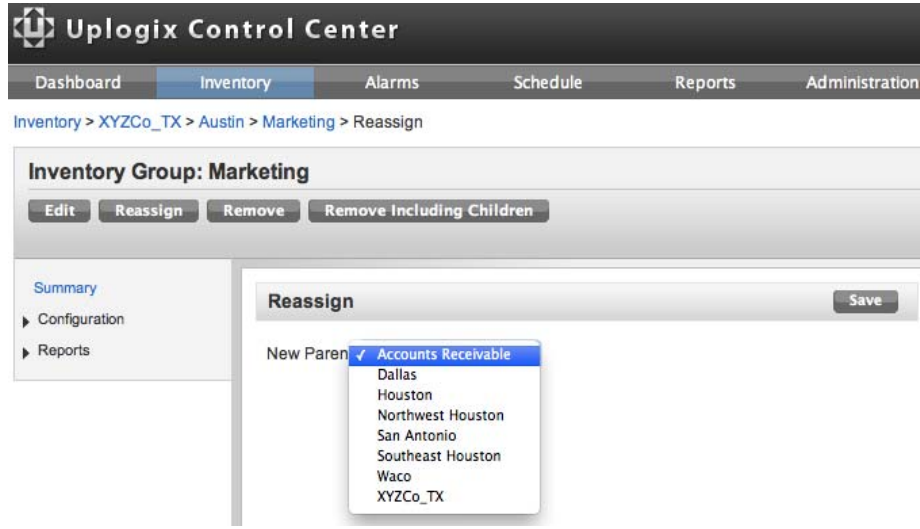 Uplogix Control Center
Dashboard Inventory Alarms Schedule Reports Administration
Inventory > XYZCo_TX > Austin > Marketing > Reassign
Inventory Group: Marketing
Edit Reassign Remove Remove Including Children
Summary
Configuration
Reports
Reassign Save
New Paren ✓ Accounts Receivable
Dallas
Houston
Northwest Houston
San Antonio
Southeast Houston
Waco
XYZCo_TX